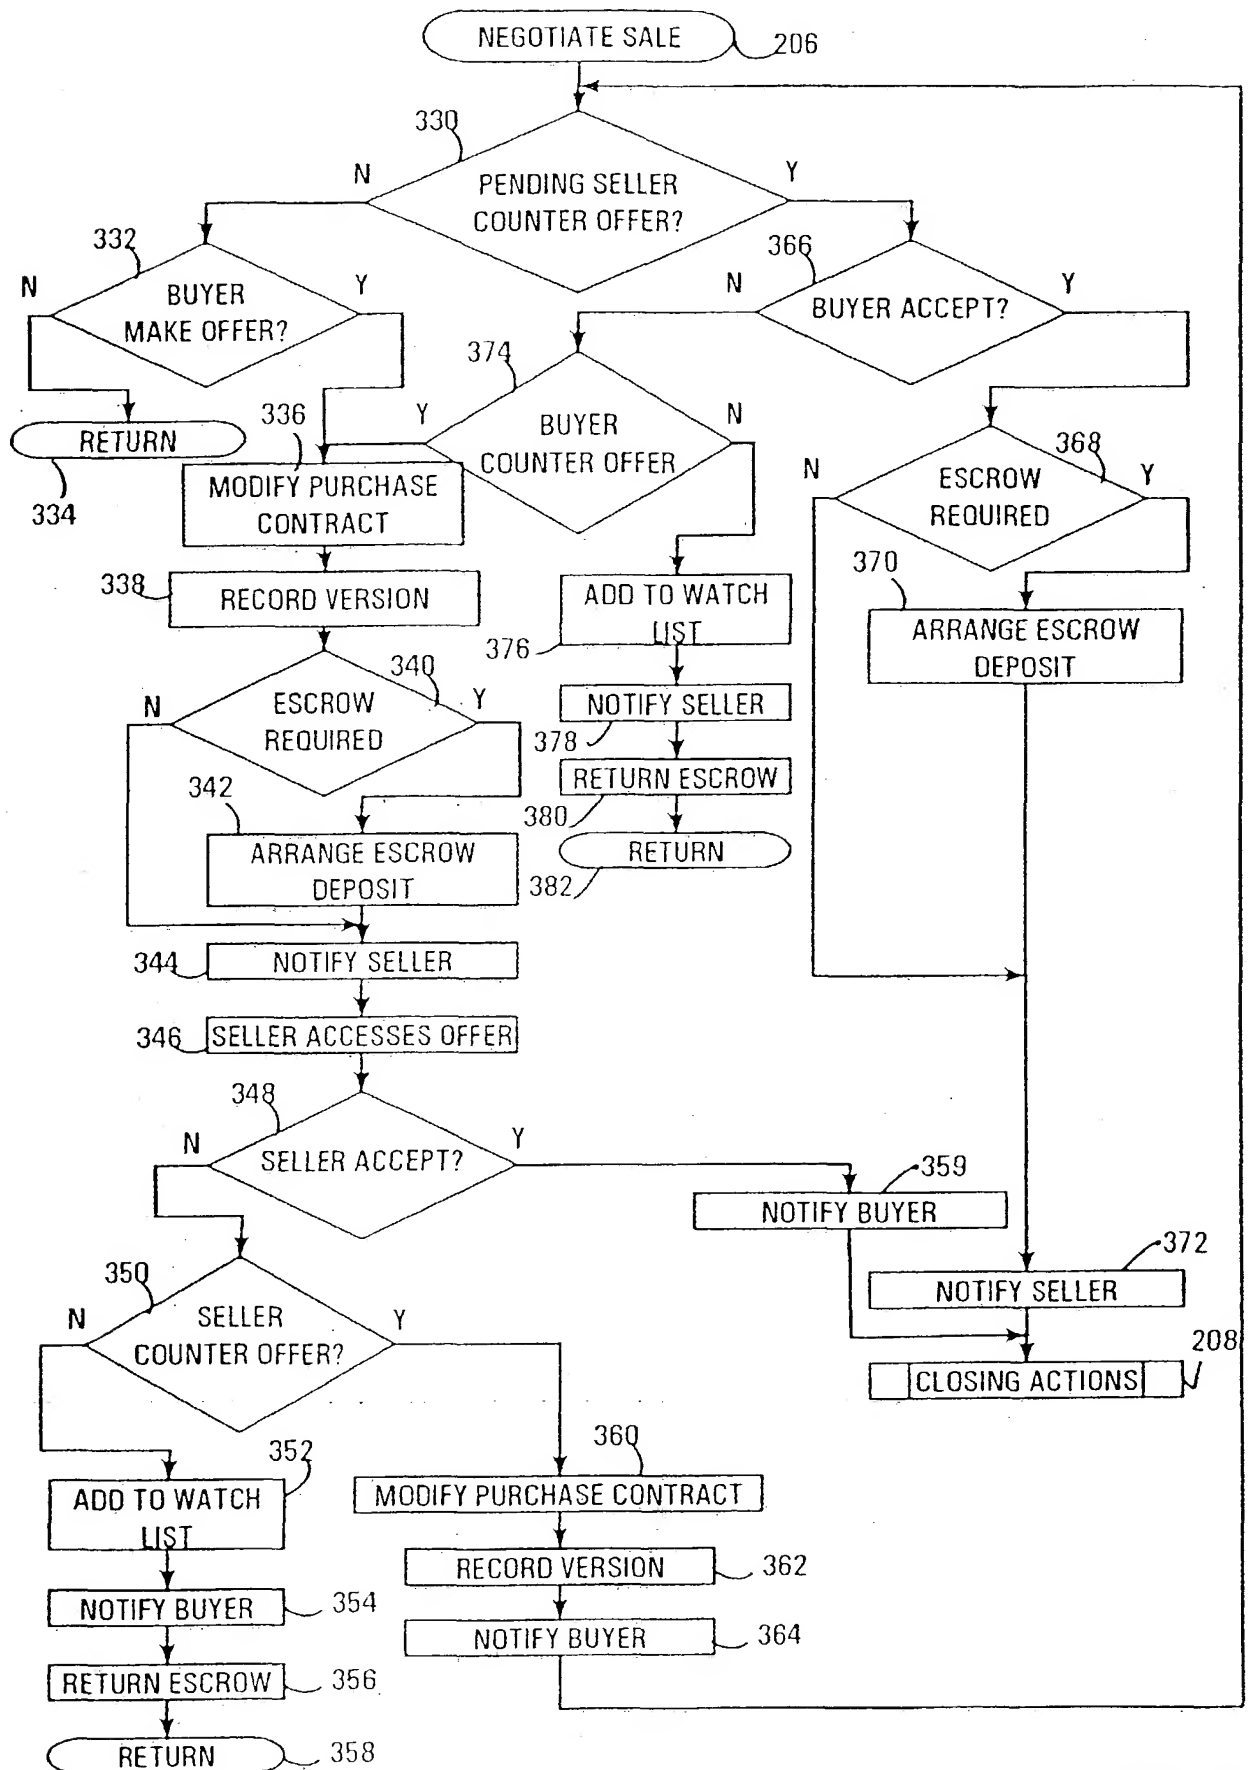 NEGOTIATE SALE
206
330
N
Y
PENDING SELLER
COUNTER OFFER?
332
N
Y
BUYER
MAKE OFFER?
366
N
Y
BUYER ACCEPT?
RETURN
334
374
Y
N
BUYER
COUNTER OFFER
336
MODIFY PURCHASE
CONTRACT
368
N
Y
ESCROW
REQUIRED
338
RECORD VERSION
ADD TO WATCH
LIST
376
370
ARRANGE ESCROW
DEPOSIT
340
N
Y
ESCROW
REQUIRED
NOTIFY SELLER
378
RETURN ESCROW
380
342
ARRANGE ESCROW
DEPOSIT
RETURN
382
344
NOTIFY SELLER
346
SELLER ACCESSES OFFER
348
N
Y
SELLER ACCEPT?
359
NOTIFY BUYER
372
NOTIFY SELLER
350
N
Y
SELLER
COUNTER OFFER?
208
CLOSING ACTIONS
352
ADD TO WATCH
LIST
360
MODIFY PURCHASE CONTRACT
RECORD VERSION
362
NOTIFY BUYER
354
NOTIFY BUYER
364
RETURN ESCROW
356
RETURN
358